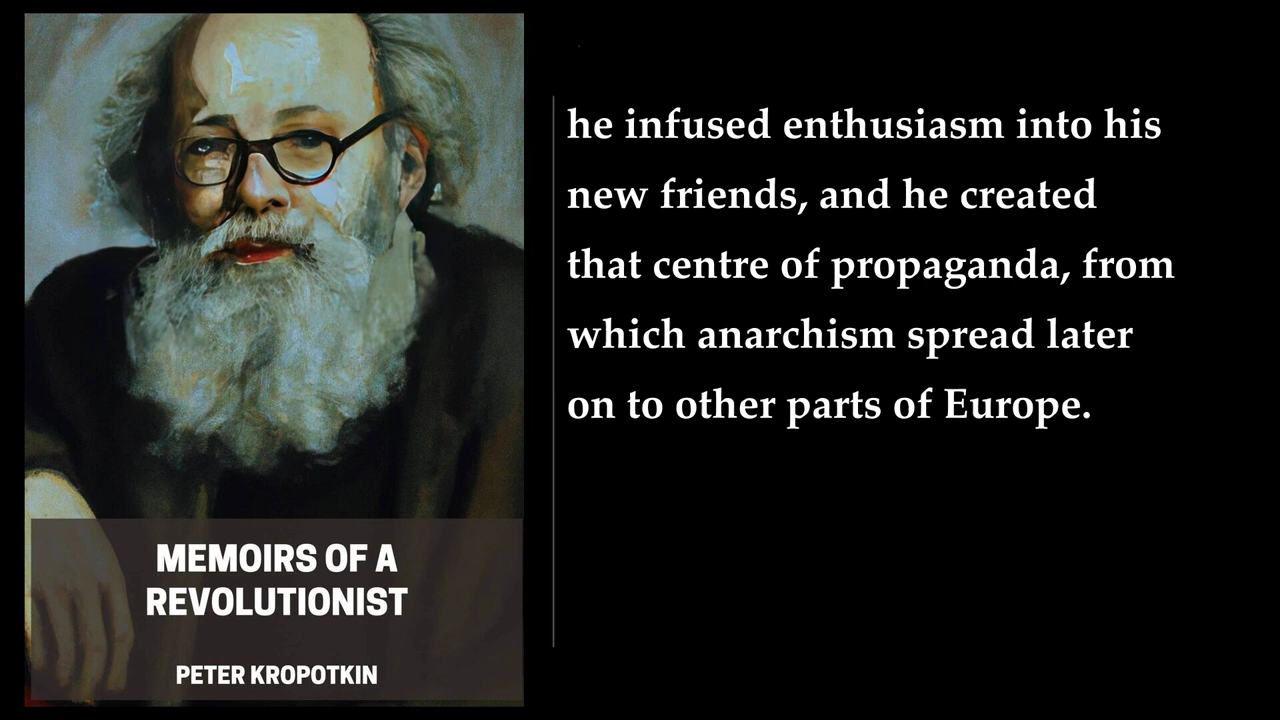 he infused enthusiasm into his
new friends, and he created
that centre of propaganda, from
which anarchism spread later
on to other parts of Europe.
MEMOIRS OF A
REVOLUTIONIST
PETER KROPOTKIN